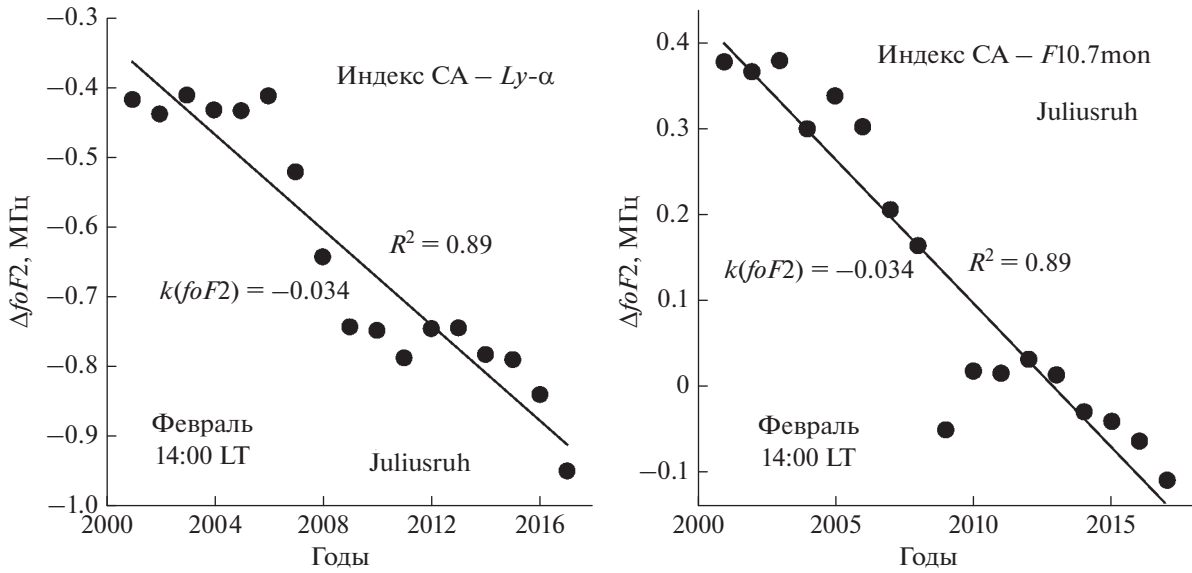 −0.3
Индекс СА – Ly-α
−0.4
−0.5
−0.6
ΔfoF2, МГц
R² = 0.89
k(foF2) = −0.034
−0.7
−0.8
Февраль
14:00 LT
−0.9
Juliusruh
−1.0
2000 2004 2008 2013 2016
Годы
0.4
Индекс СА – F10.7mon
Juliusruh
0.3
0.2
ΔfoF2, МГц
k(foF2) = −0.034
R² = 0.89
0.1
0
Февраль
14:00 LT
−0.1
2000 2005 2010 2015
Годы